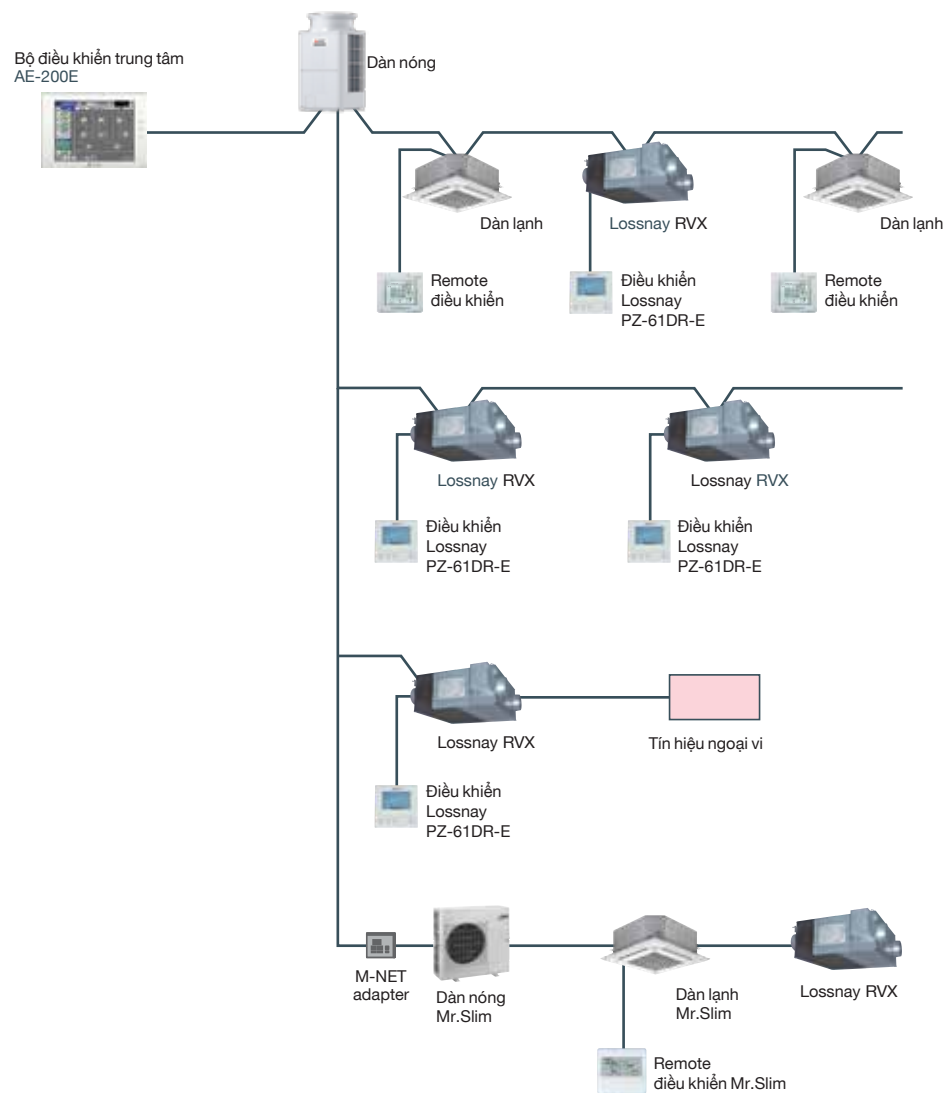 Bộ điều khiển trung tâm
AE-200E
Dàn nóng
Dàn lạnh
Lossnay RVX
Dàn lạnh
Remote
điều khiển
Điều khiển
Lossnay
PZ-61DR-E
Remote
điều khiển
Lossnay RVX
Lossnay RVX
Điều khiển
Lossnay
PZ-61DR-E
Điều khiển
Lossnay
PZ-61DR-E
Lossnay RVX
Tín hiệu ngoại vi
Điều khiển
Lossnay
PZ-61DR-E
M-NET
adapter
Dàn nóng
Mr.Slim
Dàn lạnh
Mr.Slim
Lossnay RVX
Remote
điều khiển Mr.Slim